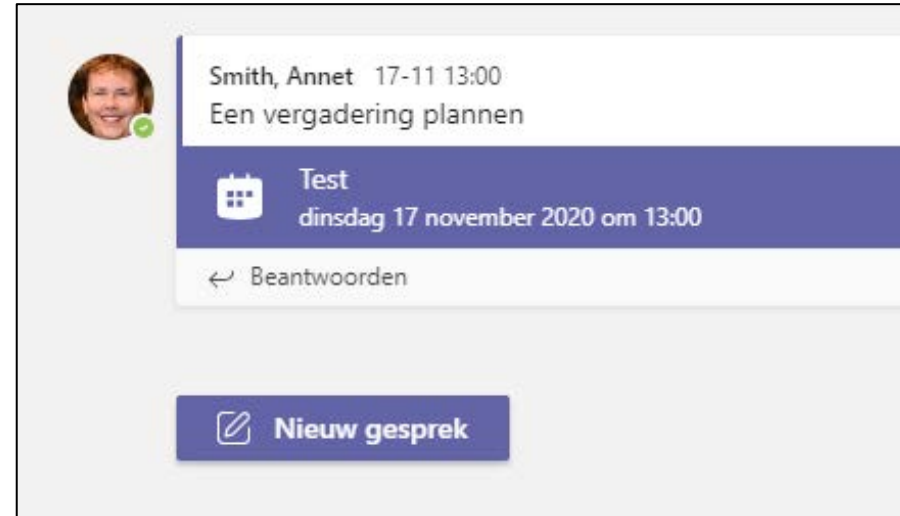 Smith, Annet 17-11 13:00
Een vergadering plannen
Test
dinsdag 17 november 2020 om 13:00
Beantwoorden
Nieuw gesprek